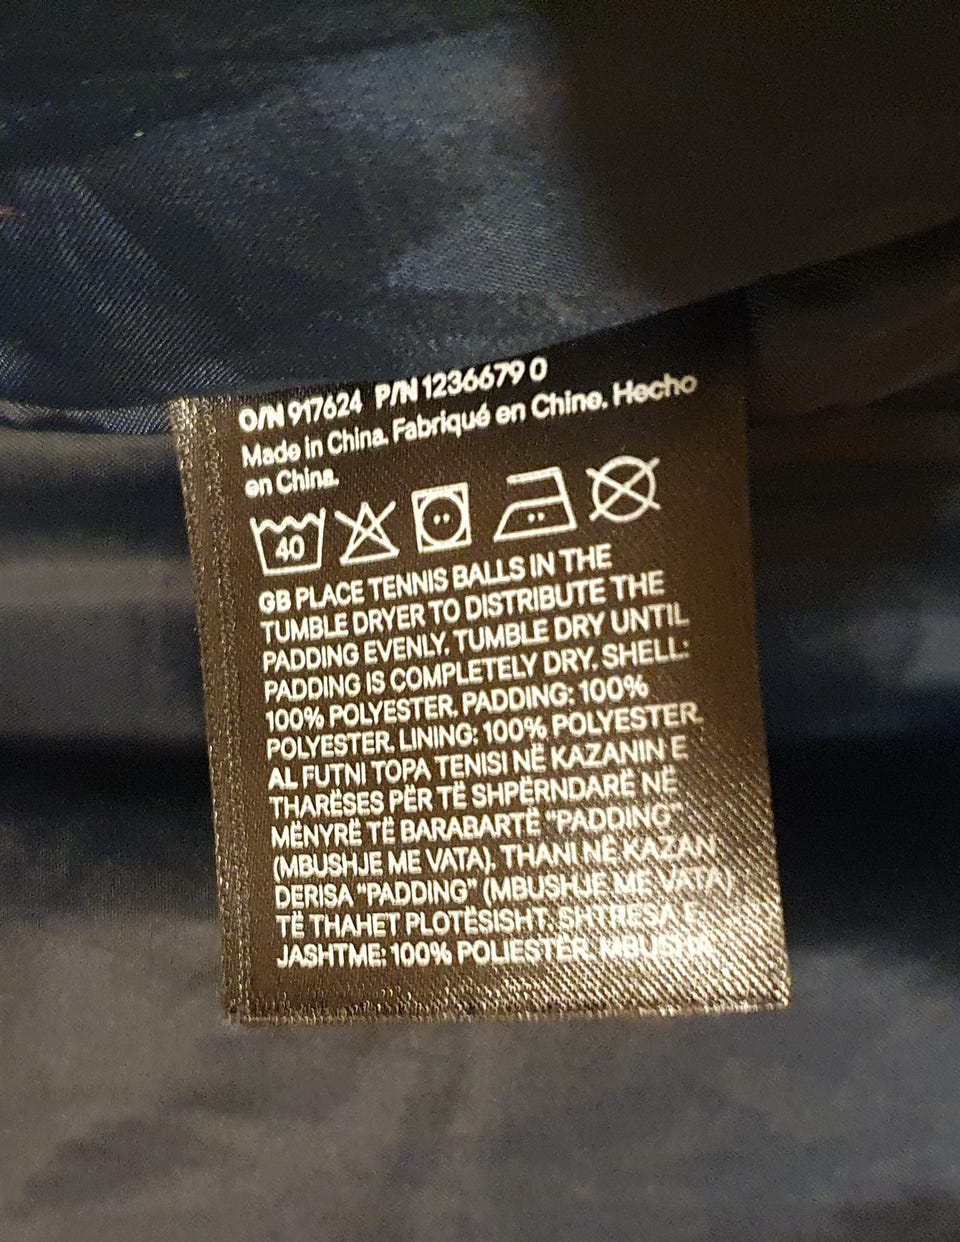 O/N 917624 P/N 1236679 0
Made in China. Fabriqué en Chine. Hecho
en China.
40
GB PLACE TENNIS BALLS IN THE
TUMBLE DRYER TO DISTRIBUTE THE
PADDING EVENLY. TUMBLE DRY UNTIL
PADDING IS COMPLETELY DRY. SHELL:
100% POLYESTER. PADDING: 100%
POLYESTER. LINING: 100% POLYESTER.
AL FUTNI TOPA TENISI NË KAZANIN E
THARËSES PËR TË SHPËRNDARË NË
MËNYRË TË BARABARTË "PADDING"
(MBUSHJE ME VATA). THANI NË KAZAN
DERISA "PADDING" (MBUSHJE ME VATA)
TË THAHET PLOTËSISHT. SHTRESA E
JASHTME: 100% POLIESTËR.